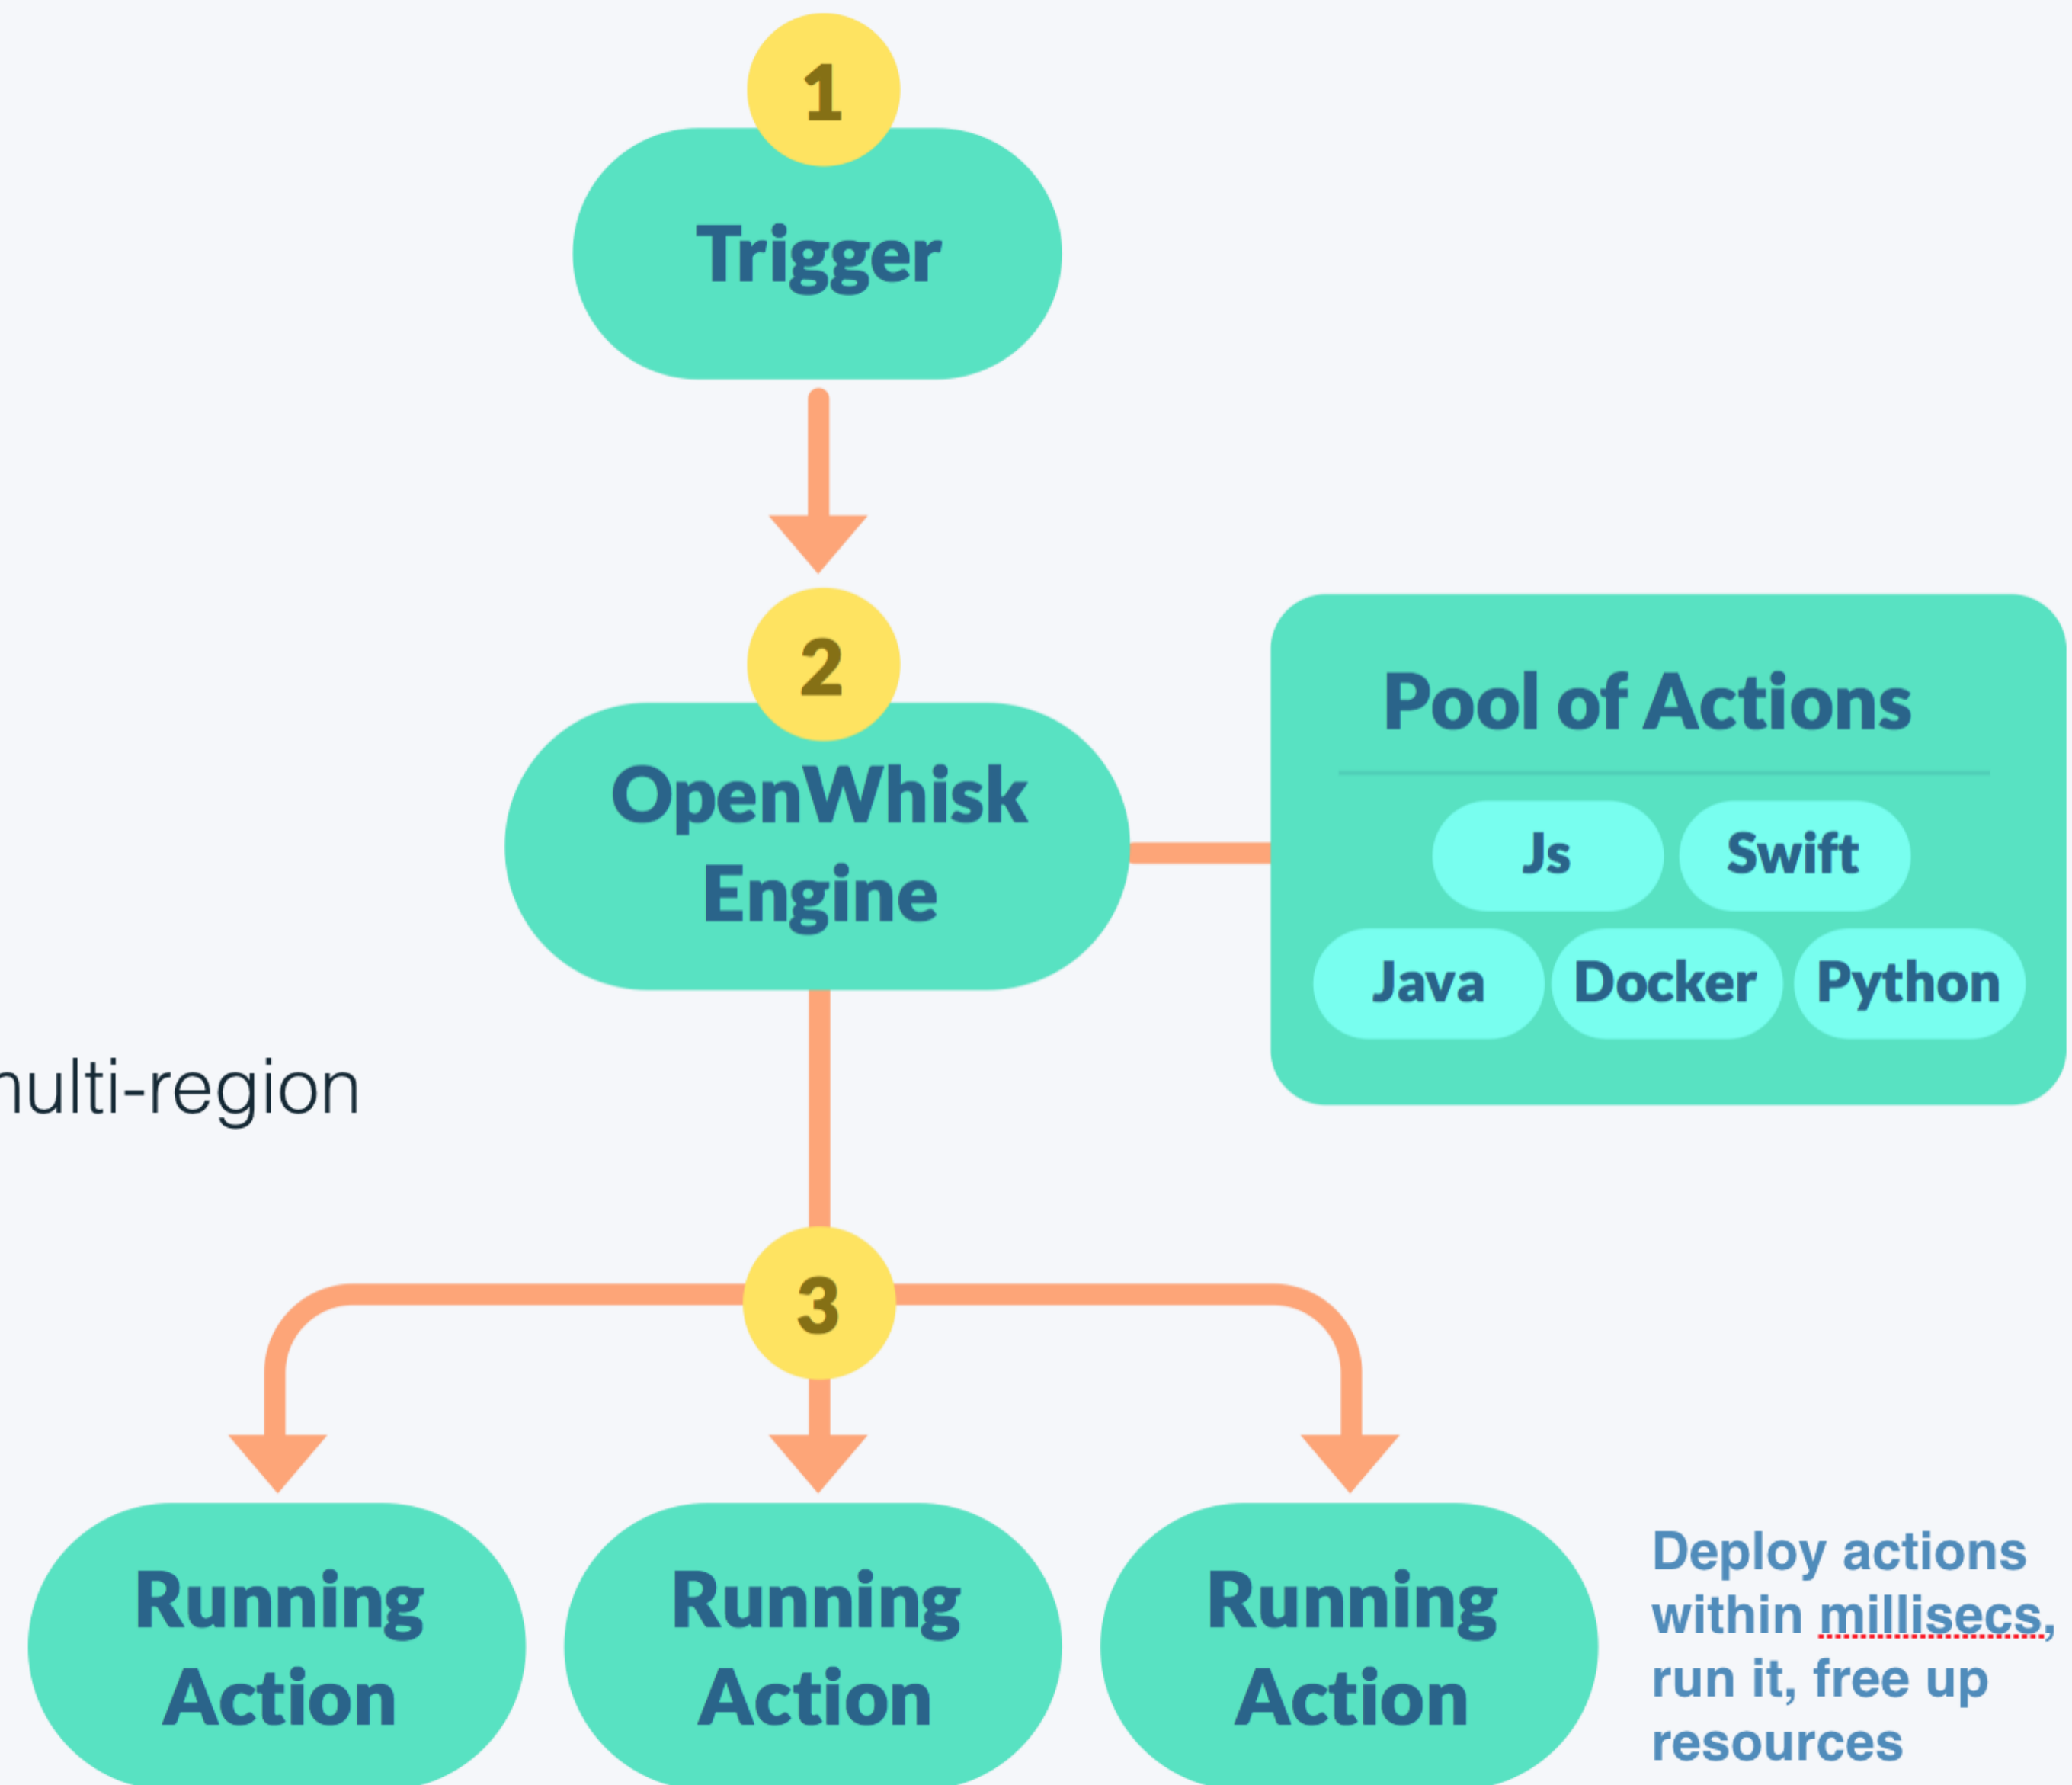 1
Trigger
2
OpenWhisk
Engine
Pool of Actions
Js Swift
Java Docker Python
multi-region
3
Running
Action
Running
Action
Running
Action
Deploy actions
within millisecs,
run it, free up
resources